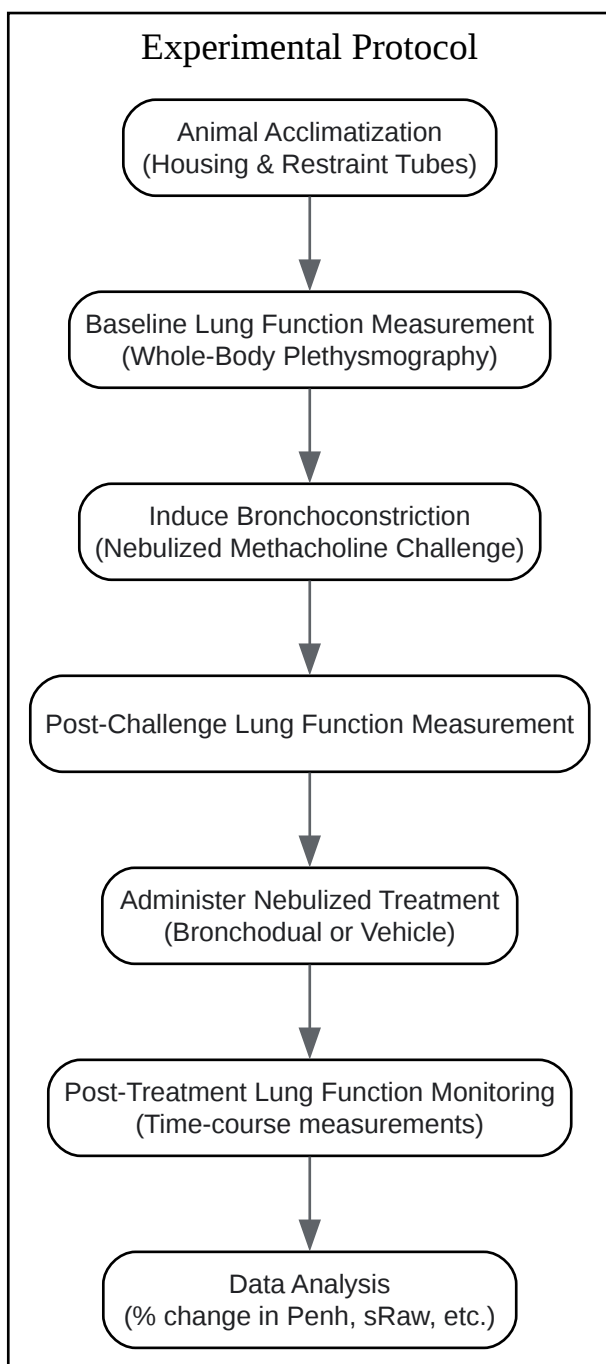 Experimental Protocol
Animal Acclimatization
(Housing & Restraint Tubes)
Baseline Lung Function Measurement
(Whole-Body Plethysmography)
Induce Bronchoconstriction
(Nebulized Methacholine Challenge)
Post-Challenge Lung Function Measurement
Administer Nebulized Treatment
(Bronchodual or Vehicle)
Post-Treatment Lung Function Monitoring
(Time-course measurements)
Data Analysis
(% change in Penh, sRaw, etc.)